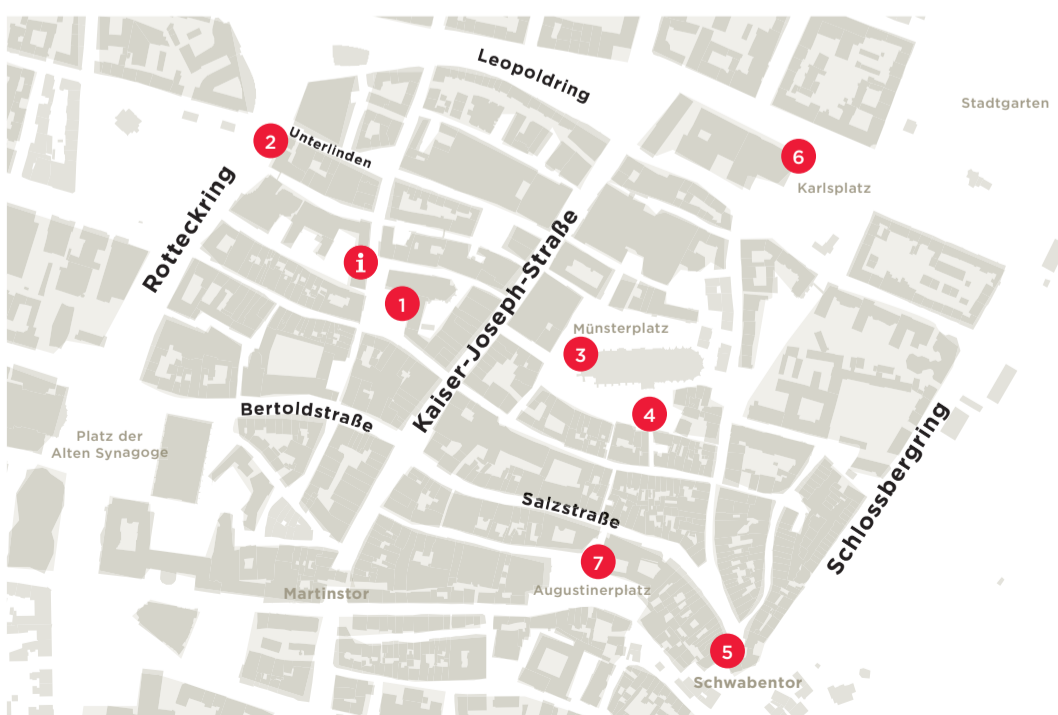 Leopoldring
Stadtgarten
2
Unterlinden
6
Karlsplatz
Rotteckring
i
1
Kaiser-Joseph-Straße
Münsterplatz
3
4
Bertoldstraße
Platz der
Alten Synagoge
Schlossbergring
Salzstraße
7
Augustinerplatz
Martinstor
5
Schwabentor